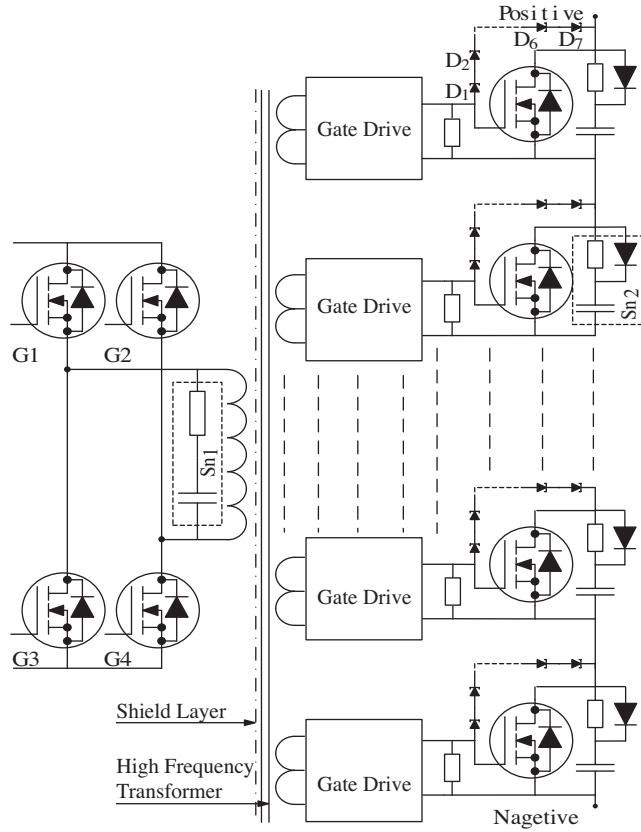 Positive
D6 D7
D2
D1
Gate Drive
Gate Drive
Sn2
G1 G2
Sn1
Gate Drive
G3 G4
Shield Layer
High Frequency
Transformer
Gate Drive
Nagetive